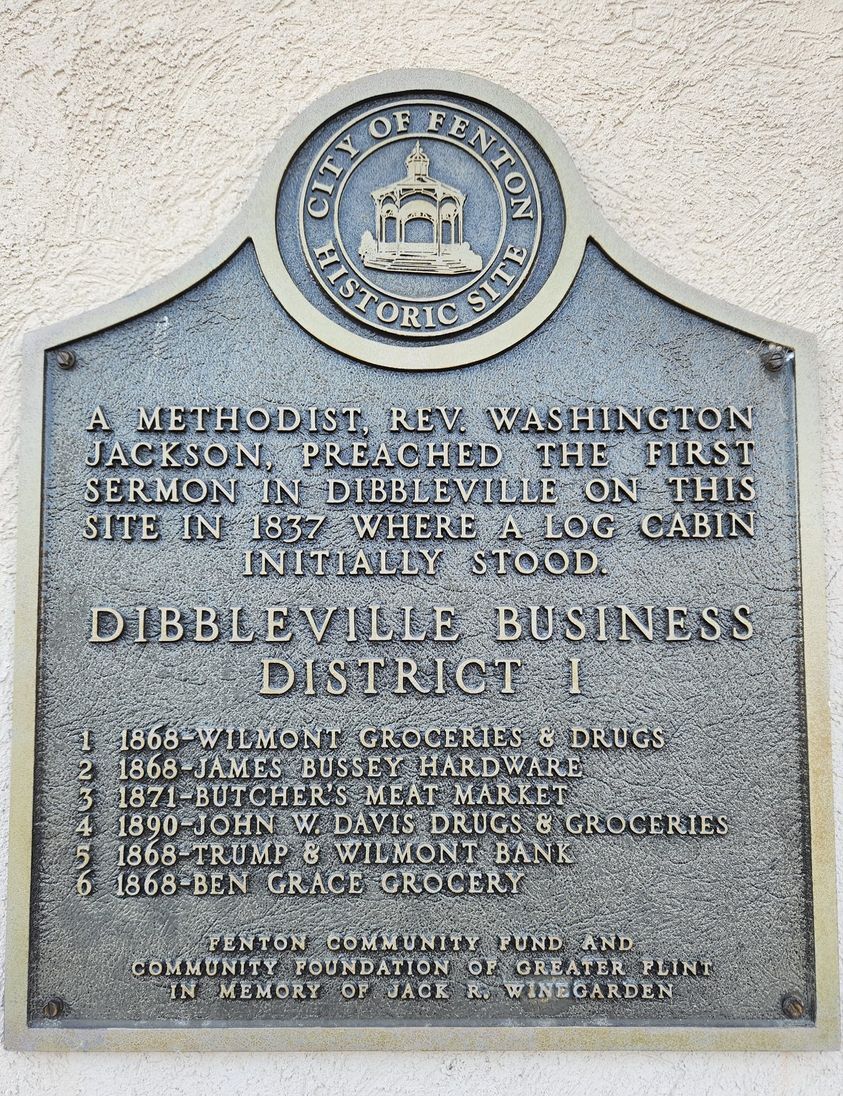 CITY OF FENTON
HISTORIC SITE
A METHODIST, REV. WASHINGTON
JACKSON, PREACHED THE FIRST
SERMON IN DIBBLEVILLE ON THIS
SITE IN 1837 WHERE A LOG CABIN
INITIALLY STOOD.
DIBBLEVILLE BUSINESS
DISTRICT I
1 1868-WILMONT GROCERIES & DRUGS
2 1868-JAMES BUSSEY HARDWARE
3 1871-BUTCHER'S MEAT MARKET
4 1890-JOHN W. DAVIS DRUGS & GROCERIES
5 1868-TRUMP & WILMONT BANK
6 1868-BEN GRACE GROCERY
FENTON COMMUNITY FUND AND
COMMUNITY FOUNDATION OF GREATER FLINT
IN MEMORY OF JACK R. WINEGARDEN